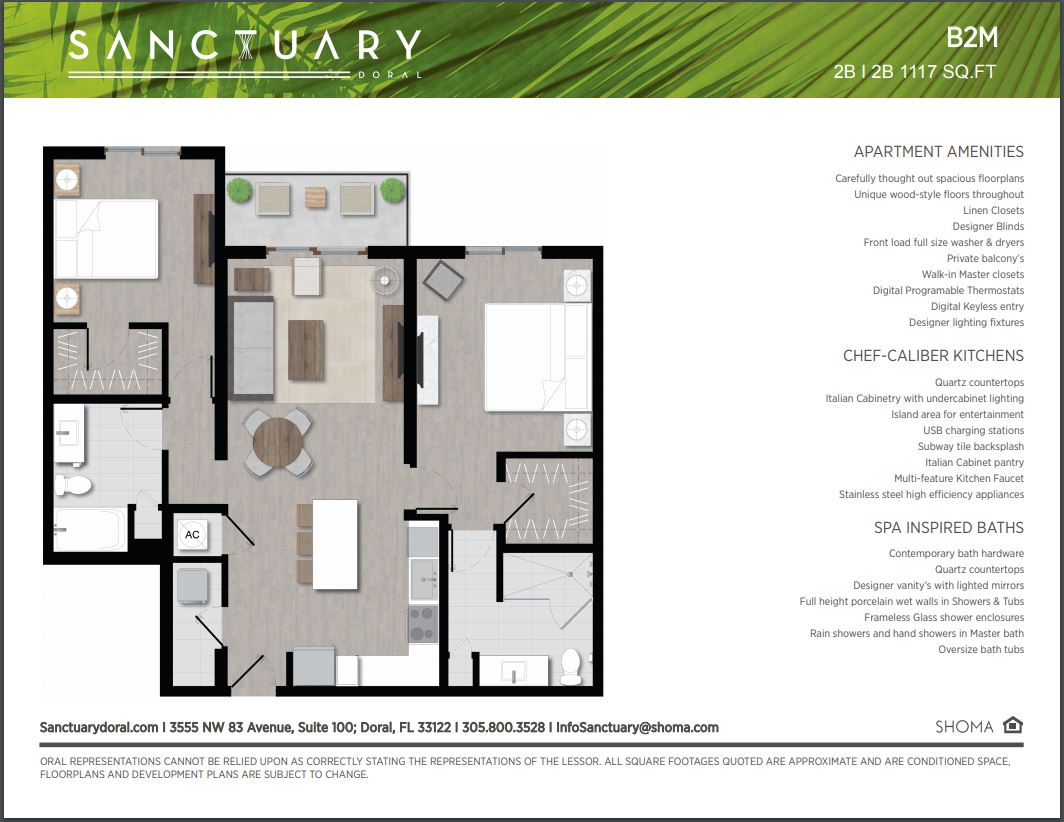 SANCTUARY
DORAL
B2M
2B I 2B 1117 SQ.FT
APARTMENT AMENITIES
Carefully thought out spacious floorplans
Unique wood-style floors throughout
Linen Closets
Designer Blinds
Front load full size washer & dryers
Private balcony's
Walk-in Master closets
Digital Programable Thermostats
Digital Keyless entry
Designer lighting fixtures
CHEF-CALIBER KITCHENS
Quartz countertops
Italian Cabinetry with undercabinet lighting
Island area for entertainment
USB charging stations
Subway tile backsplash
Italian Cabinet pantry
Multi-feature Kitchen Faucet
Stainless steel high efficiency appliances
SPA INSPIRED BATHS
Contemporary bath hardware
Quartz countertops
Designer vanity's with lighted mirrors
Full height porcelain wet walls in Showers & Tubs
Frameless Glass shower enclosures
Rain showers and hand showers in Master bath
Oversize bath tubs
AC
Sanctuarydoral.com I 3555 NW 83 Avenue, Suite 100; Doral, FL 33122 I 305.800.3528 I InfoSanctuary@shoma.com
SHOMA
ORAL REPRESENTATIONS CANNOT BE RELIED UPON AS CORRECTLY STATING THE REPRESENTATIONS OF THE LESSOR. ALL SQUARE FOOTAGES QUOTED ARE APPROXIMATE AND ARE CONDITIONED SPACE,
FLOORPLANS AND DEVELOPMENT PLANS ARE SUBJECT TO CHANGE.